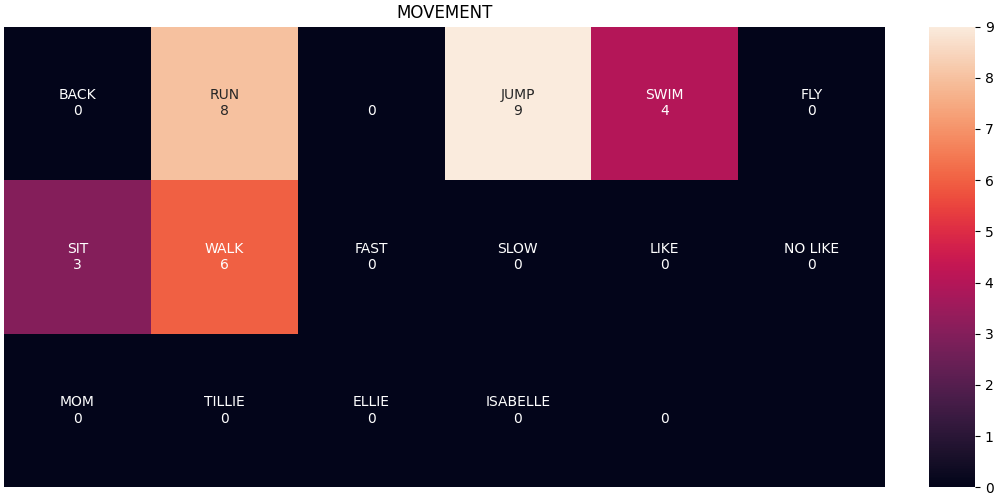 MOVEMENT
BACK
0
RUN
8
0
JUMP
9
SWIM
4
FLY
0
SIT
3
WALK
6
FAST
0
SLOW
0
LIKE
0
NO LIKE
0
MOM
0
TILLIE
0
ELLIE
0
ISABELLE
0
0
9
8
7
6
5
4
3
2
1
0